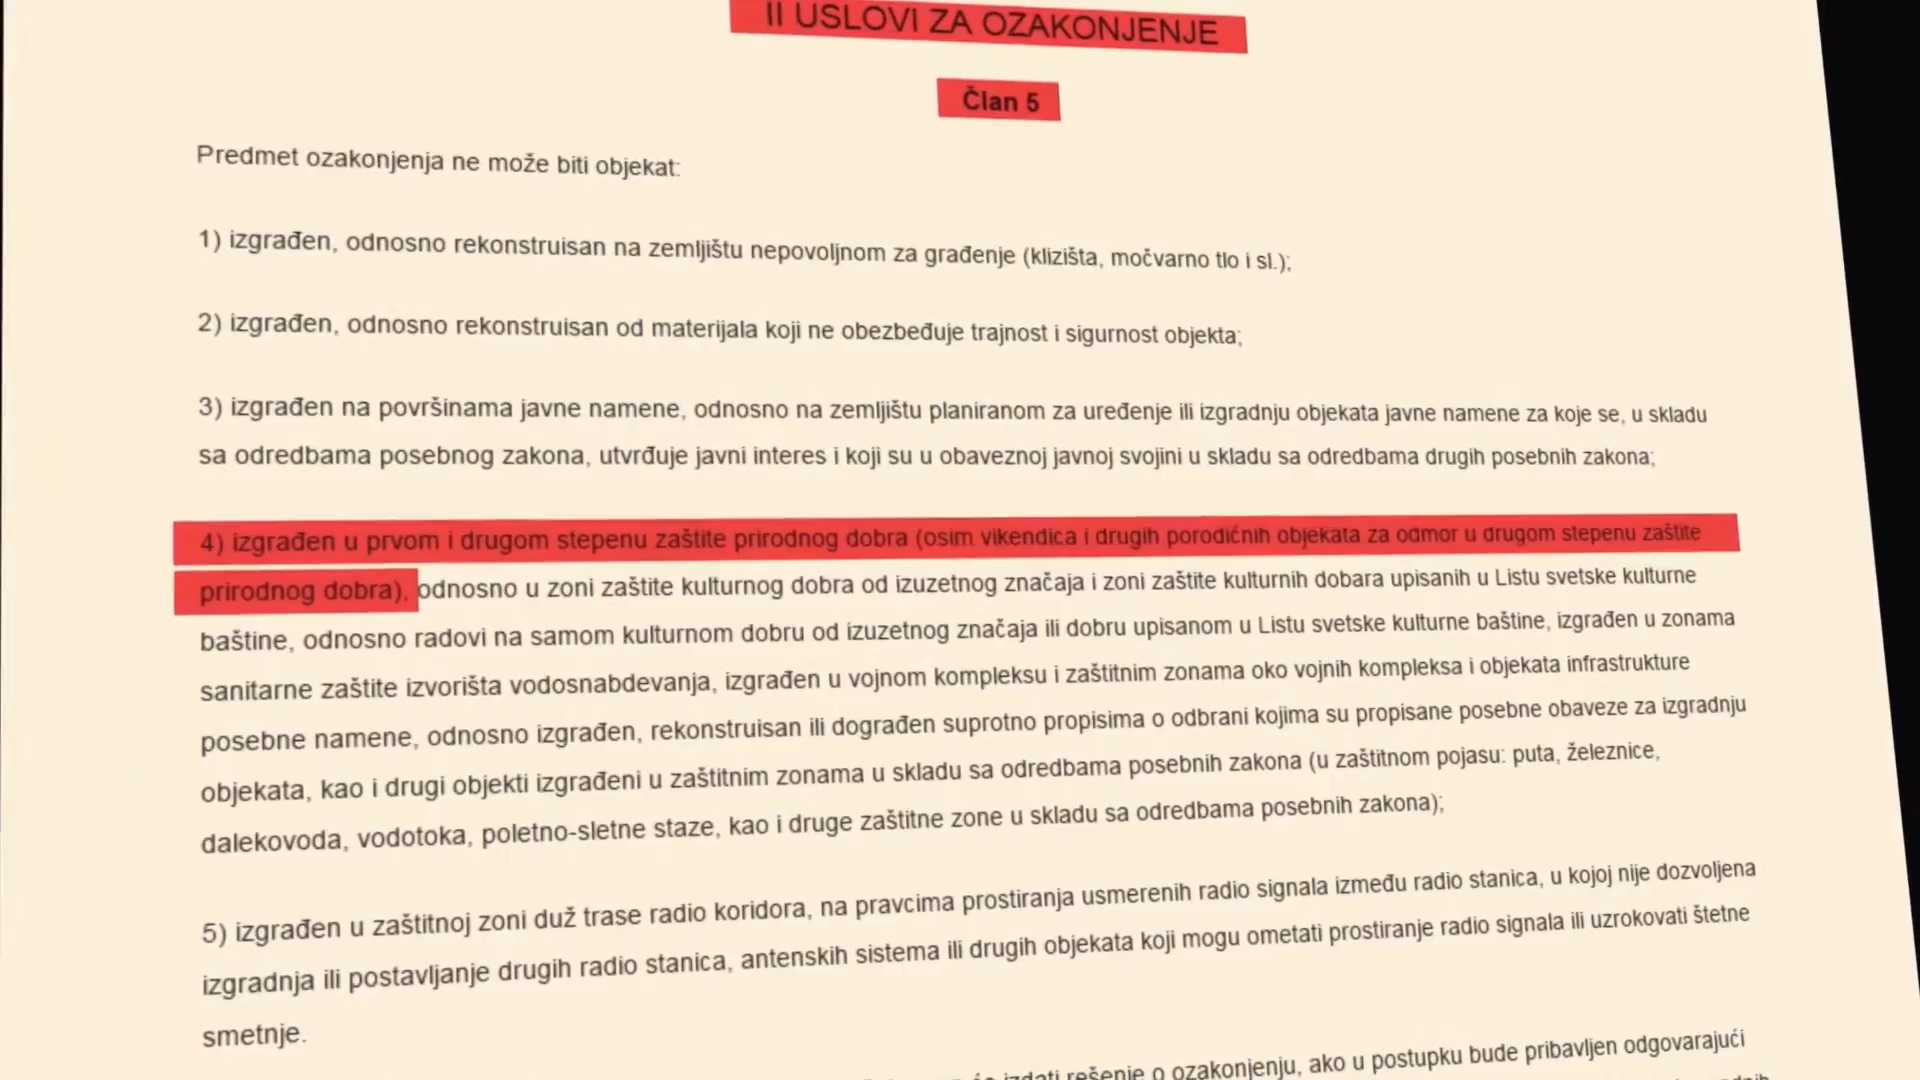 II USLOVI ZA OZAKONJENJE
Član 5
Predmet ozakonjenja ne može biti objekat:
1) izgrađen, odnosno rekonstruisan na zemljištu nepovoljnom za građenje (klizišta, močvarno tlo i sl.);
2) izgrađen, odnosno rekonstruisan od materijala koji ne obezbeđuje trajnost i sigurnost objekta;
3) izgrađen na površinama javne namene, odnosno na zemljištu planiranom za uređenje ili izgradnju objekata javne namene za koje se, u skladu
sa odredbama posebnog zakona, utvrđuje javni interes i koji su u obaveznoj javnoj svojini u skladu sa odredbama drugih posebnih zakona;
4) izgrađen u prvom i drugom stepenu zaštite prirodnog dobra (osim vikendica i drugih porodičnih objekata za odmor u drugom stepenu zaštite
prirodnog dobra), odnosno u zoni zaštite kulturnog dobra od izuzetnog značaja i zoni zaštite kulturnih dobara upisanih u Listu svetske kulturne
baštine, odnosno radovi na samom kulturnom dobru od izuzetnog značaja ili dobru upisanom u Listu svetske kulturne baštine, izgrađen u zonama
sanitarne zaštite izvorišta vodosnabdevanja, izgrađen u vojnom kompleksu i zaštitnim zonama oko vojnih kompleksa i objekata infrastrukture
posebne namene, odnosno izgrađen, rekonstruisan ili dograđen suprotno propisima o odbrani kojima su propisane posebne obaveze za izgradnju
objekata, kao i drugi objekti izgrađeni u zaštitnim zonama u skladu sa odredbama posebnih zakona (u zaštitnom pojasu: puta, železnice,
dalekovoda, vodotoka, poletno-sletne staze, kao i druge zaštitne zone u skladu sa odredbama posebnih zakona);
5) izgrađen u zaštitnoj zoni duž trase radio koridora, na pravcima prostiranja usmerenih radio signala između radio stanica, u kojoj nije dozvoljena
izgradnja ili postavljanje drugih radio stanica, antenskih sistema ili drugih objekata koji mogu ometati prostiranje radio signala ili uzrokovati štetne
smetnje.
izdati rešenje o ozakonjenju, ako u postupku bude pribavljen odgovarajući